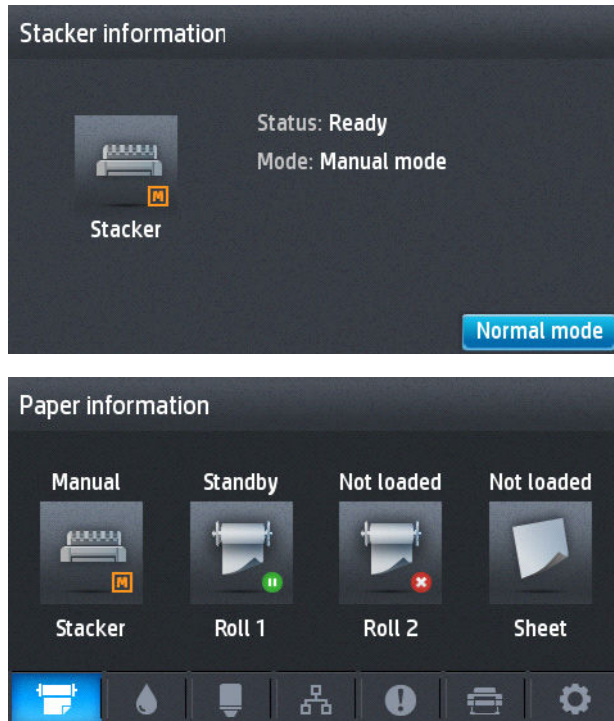 Stacker information
Status: Ready
Mode: Manual mode
M
Stacker
Normal mode
Paper information
Manual Standby Not loaded Not loaded
M
Stacker Roll 1 Roll 2 Sheet